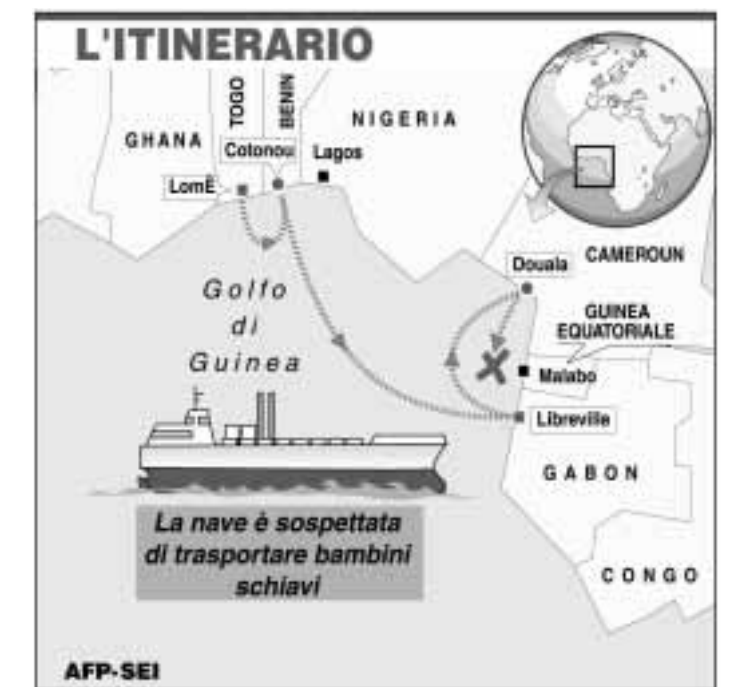 L'ITINERARIO
TOGO
BENIN
NIGERIA
GHANA
Cotonou
Lagos
LomË
CAMEROUN
Douala
Golfo
di
Guinea
GUINEA
EQUATORIALE
Malabo
Libreville
GABON
CONGO
La nave è sospettata
di trasportare bambini
schiavi
AFP-SEI